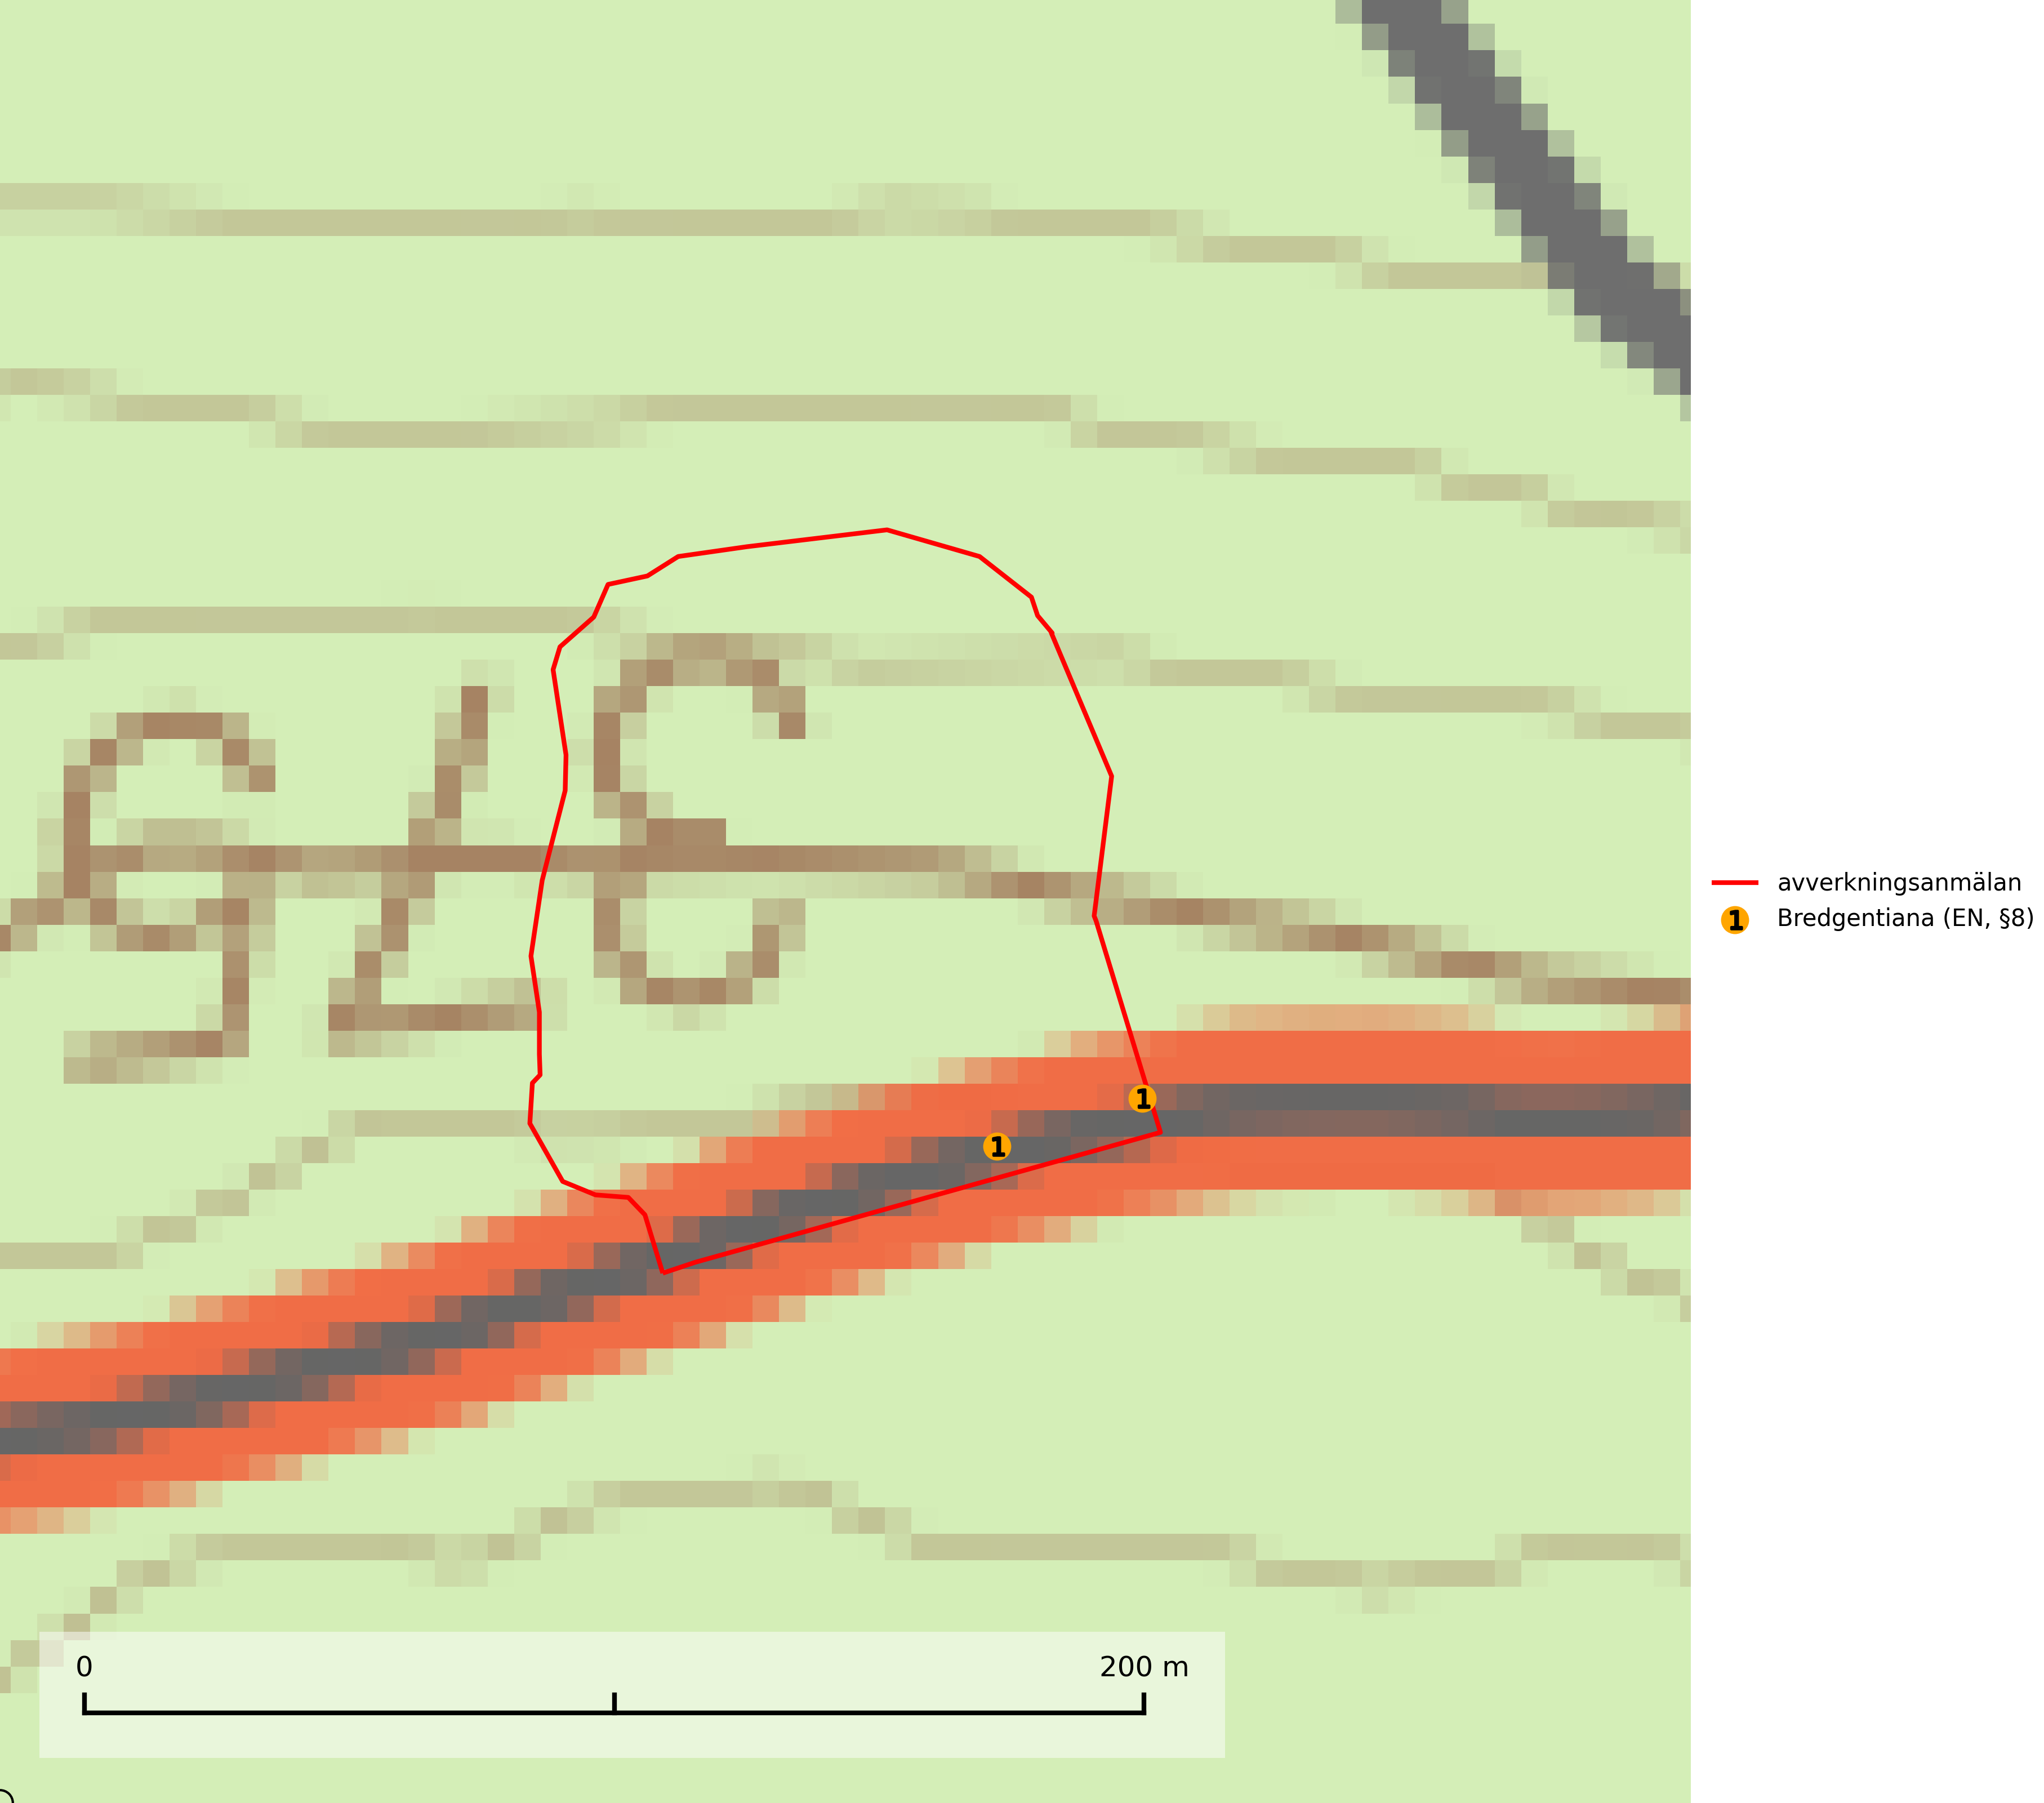 avverkningsanmälan
1 Bredgentiana (EN, §8)
1
1
0 200 m